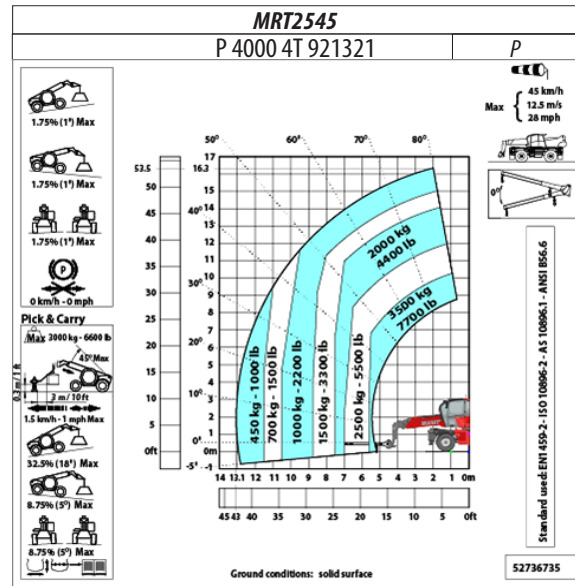 MRT2545
P 4000 4T 921321
P
1.75% (1°) Max
1.75% (1°) Max
1.75% (1°) Max
P
0 km/h - 0 mph
Pick & Carry
Max 3000 kg - 6600 lb
45° Max
0.3 m / 1 ft
3 m / 10 ft
1.5 km/h - 1 mph Max
32.5% (18°) Max
8.75% (5°) Max
8.75% (5°) Max
50° 60° 70° 80°
40°
30°
20°
10°
0°
-5°
53.5
50
45
40
35
30
25
20
15
10
5
0ft
17
16.3
15
14
13
12
11
10
9
8
7
6
5
4
3
2
1
0m
-1
450 kg - 1000 lb
700 kg - 1500 lb
1000 kg - 2200 lb
1500 kg - 3300 lb
2500 kg - 5500 lb
2000 kg
4400 lb
3500 kg
7700 lb
14 13.1 12 11 10 9 8 7 6 5 4 3 2 1 0m
45 43 40 35 30 25 20 15 10 5 0ft
Ground conditions: solid surface
Max
45 km/h
12.5 m/s
28 mph
0°
Standard used: EN1459-2 - ISO 10896-2 - AS 10896.1 - ANSI B56.6
52736735